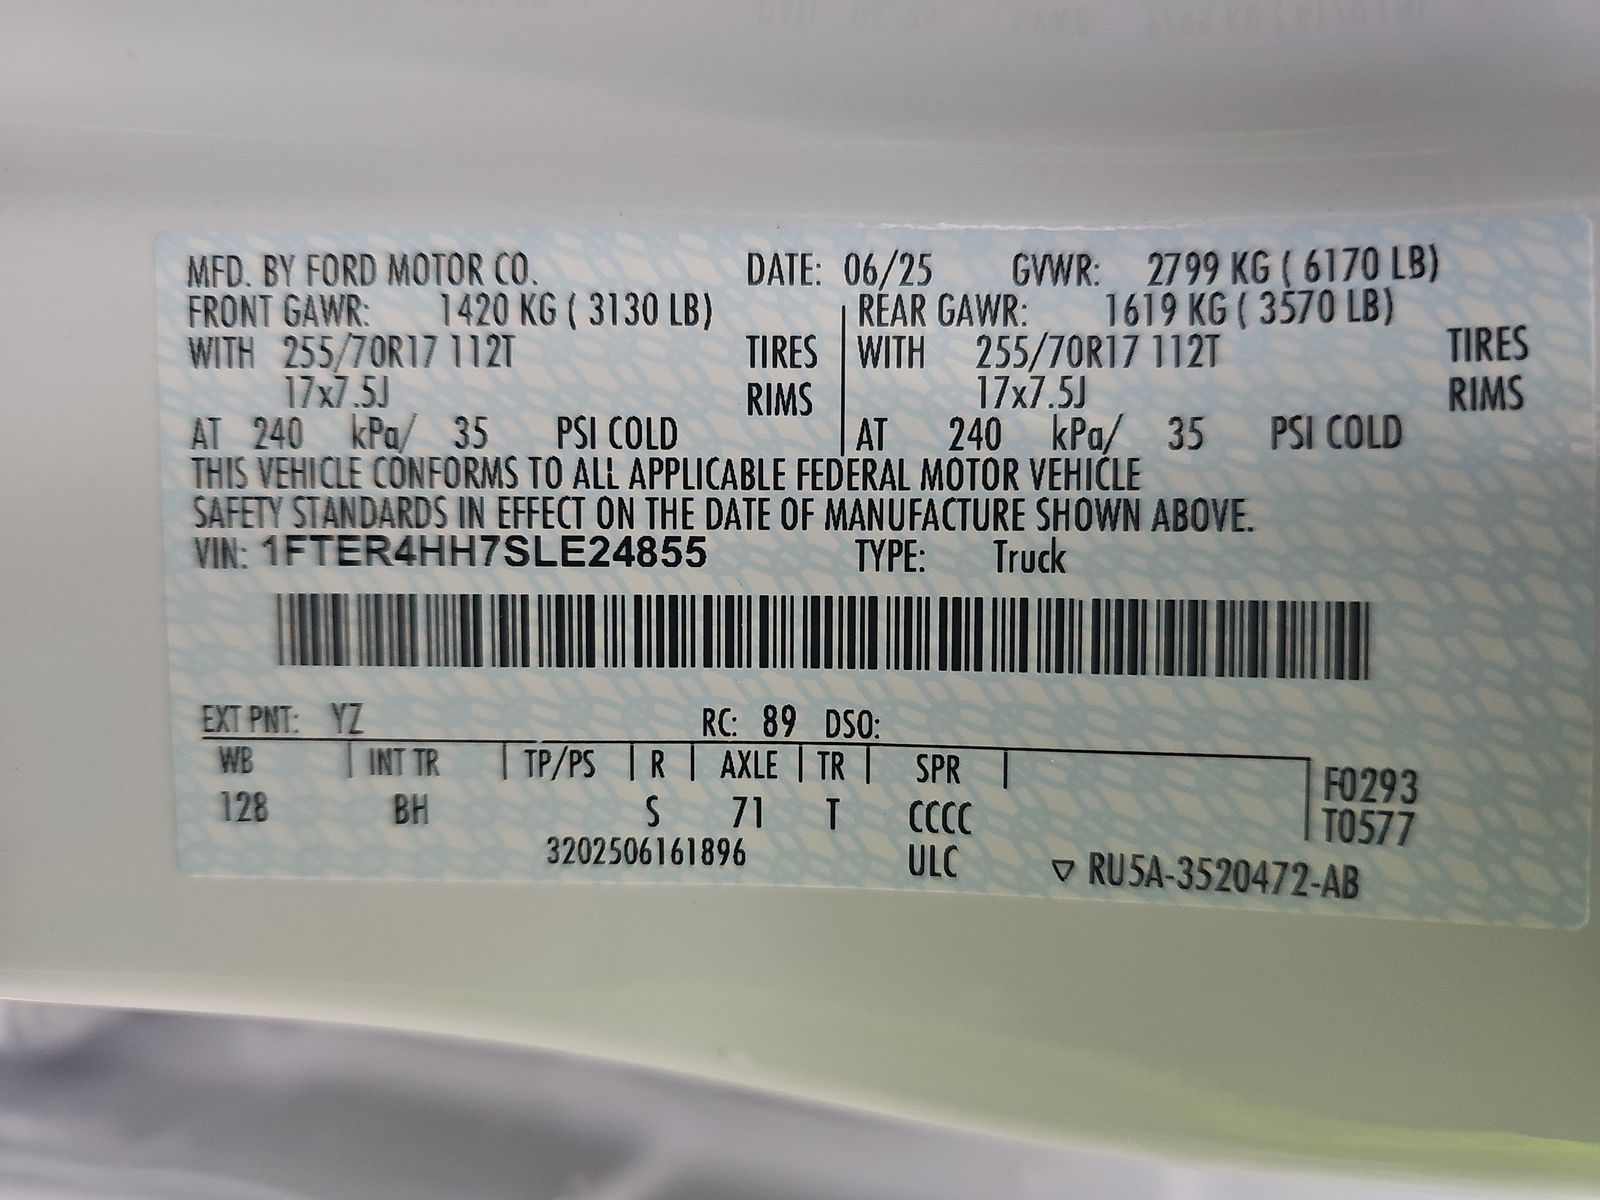 MFD. BY FORD MOTOR CO. DATE: 06/25 GVWR: 2799 KG ( 6170 LB)
FRONT GAWR: 1420 KG ( 3130 LB) REAR GAWR: 1619 KG ( 3570 LB)
WITH 255/70R17 112T TIRES WITH 255/70R17 112T TIRES
17x7.5J RIMS 17x7.5J RIMS
AT 240 kPa/ 35 PSI COLD AT 240 kPa/ 35 PSI COLD
THIS VEHICLE CONFORMS TO ALL APPLICABLE FEDERAL MOTOR VEHICLE
SAFETY STANDARDS IN EFFECT ON THE DATE OF MANUFACTURE SHOWN ABOVE.
VIN: 1FTER4HH7SLE24855 TYPE: Truck
EXT PNT: YZ RC: 89 DSO:
WB INT TR TP/PS R AXLE TR SPR F0293
128 BH S 71 T CCCC T0577
3202506161896 ULC ▽ RU5A-3520472-AB